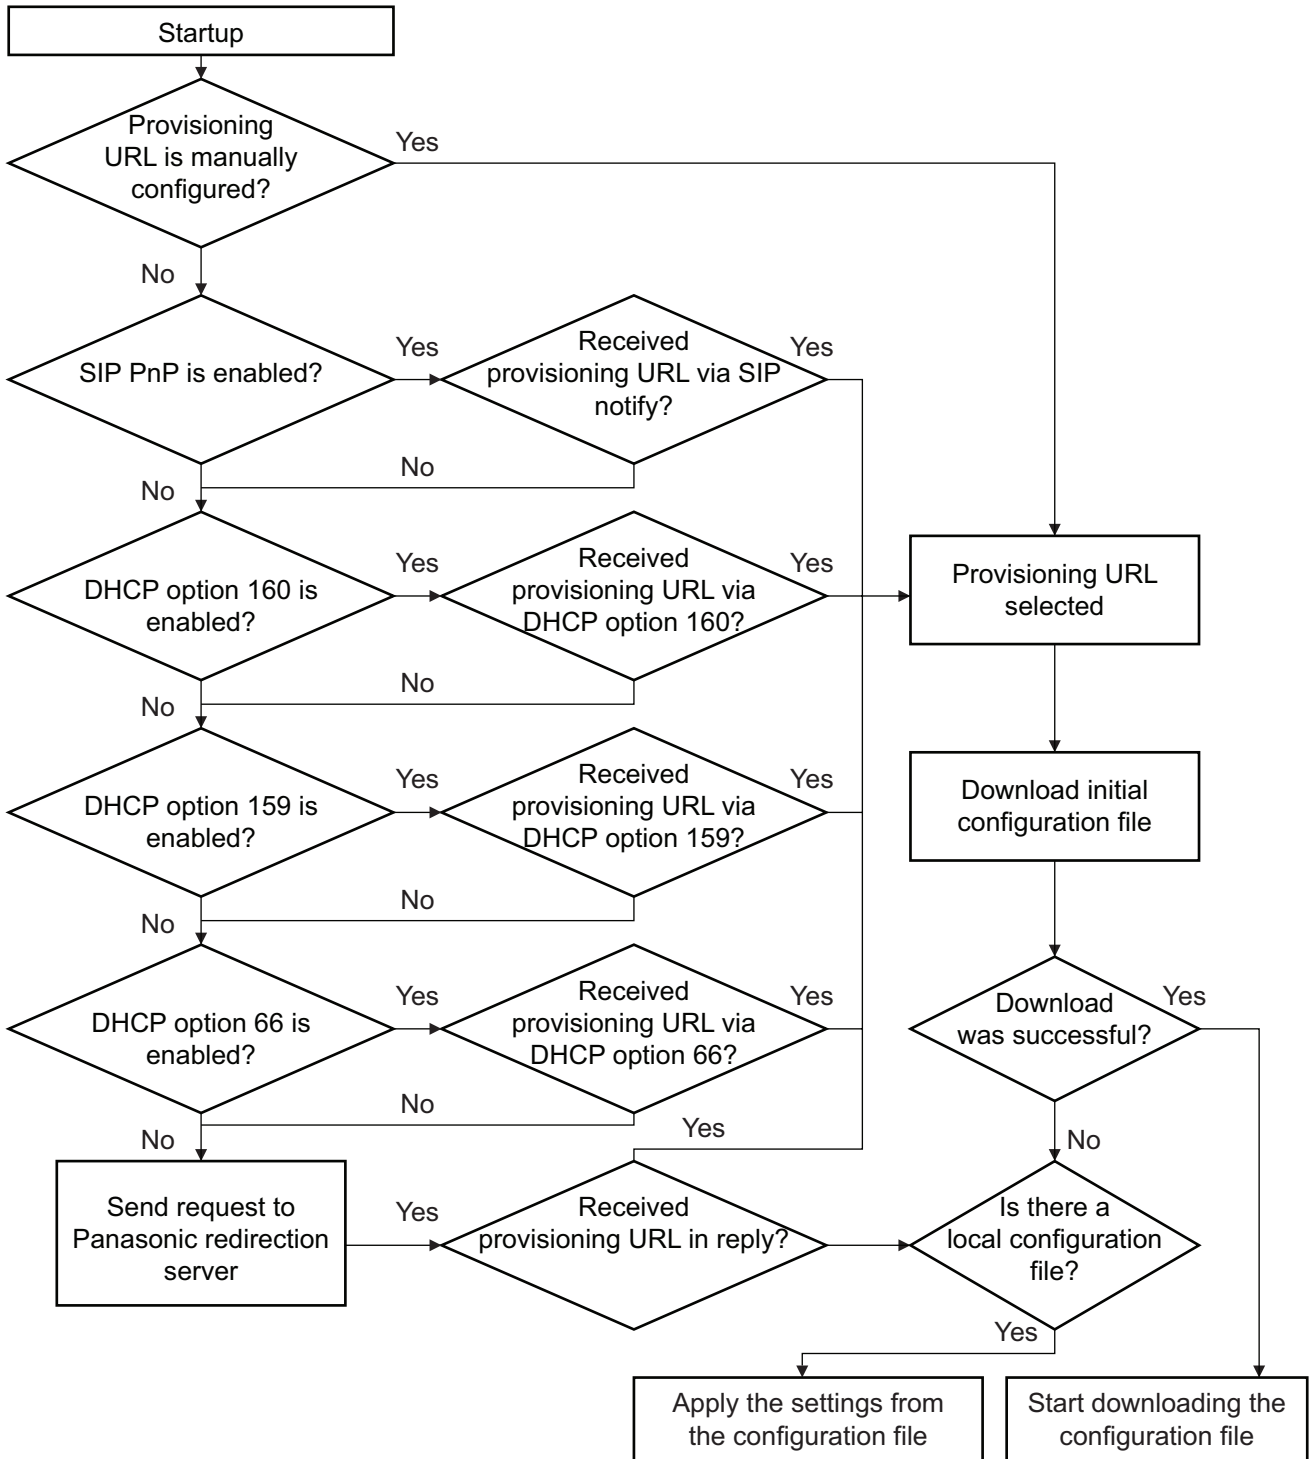 Startup
Provisioning
URL is manually
configured?
Yes
No
SIP PnP is enabled?
Yes
Received
provisioning URL via SIP
notify?
Yes
No
No
DHCP option 160 is
enabled?
Yes
Received
provisioning URL via
DHCP option 160?
Yes
Provisioning URL
selected
No
No
DHCP option 159 is
enabled?
Yes
Received
provisioning URL via
DHCP option 159?
Yes
Download initial
configuration file
No
No
DHCP option 66 is
enabled?
Yes
Received
provisioning URL via
DHCP option 66?
Yes
Download
was successful?
Yes
No
No
Yes
No
Send request to
Panasonic redirection
server
Yes
Received
provisioning URL in reply?
Is there a
local configuration
file?
Yes
Apply the settings from
the configuration file
Start downloading the
configuration file